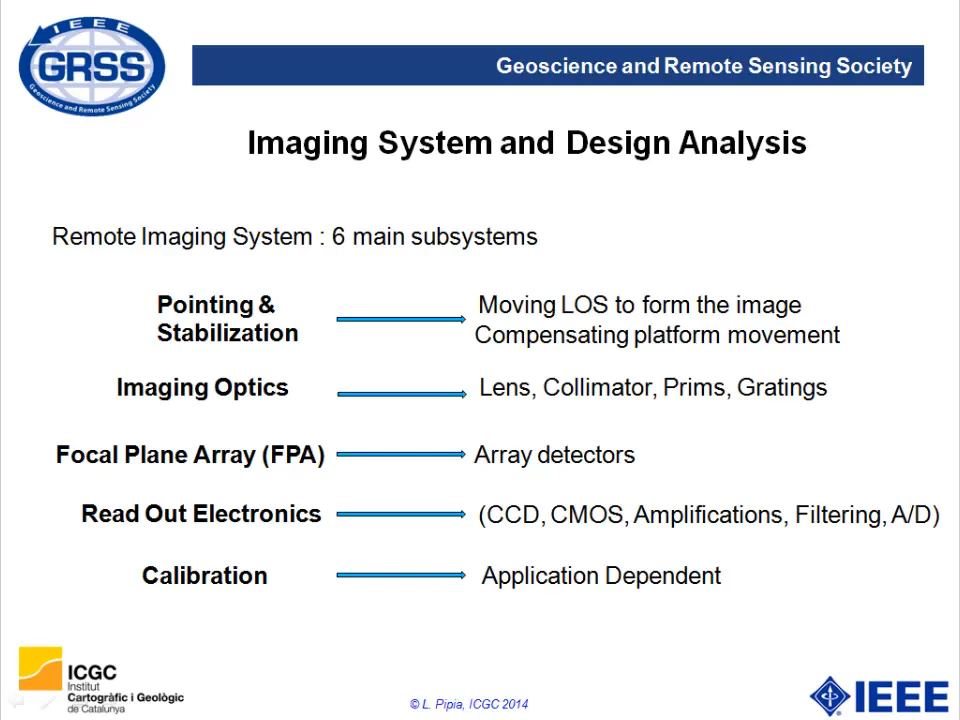 IEEE
GRSS
Geoscience and Remote Sensing Society
Geoscience and Remote Sensing Society
Imaging System and Design Analysis
Remote Imaging System : 6 main subsystems
Pointing &
Stabilization
Moving LOS to form the image
Compensating platform movement
Imaging Optics
Lens, Collimator, Prims, Gratings
Focal Plane Array (FPA)
Array detectors
Read Out Electronics
(CCD, CMOS, Amplifications, Filtering, A/D)
Calibration
Application Dependent
ICGC
Institut
Cartogràfic i Geològic
de Catalunya
© L. Pipia, ICGC 2014
IEEE